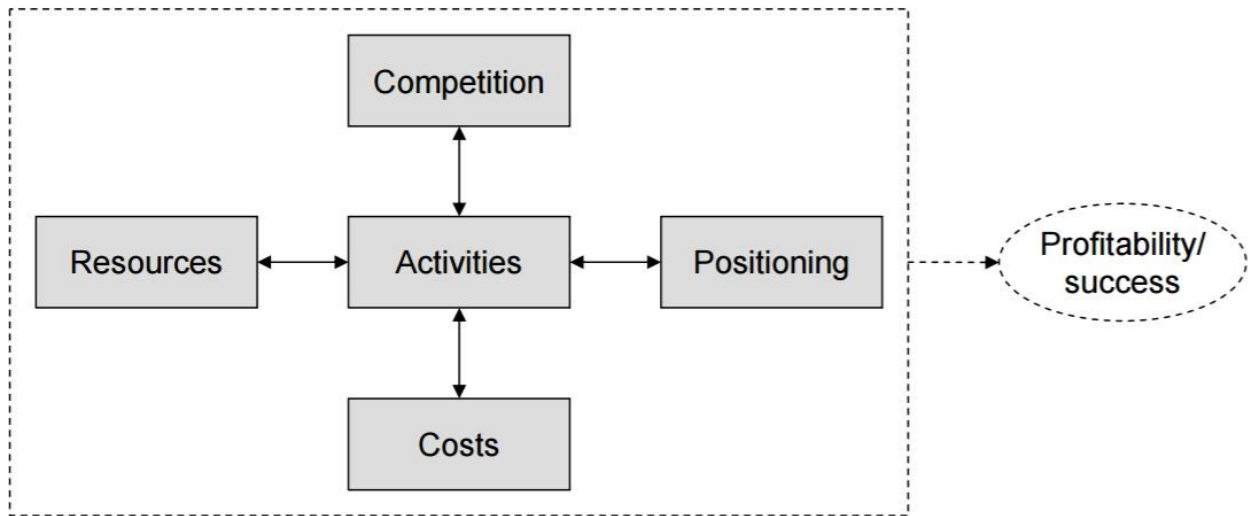 Competition
Resources
Activities
Positioning
Profitability/
success
Costs